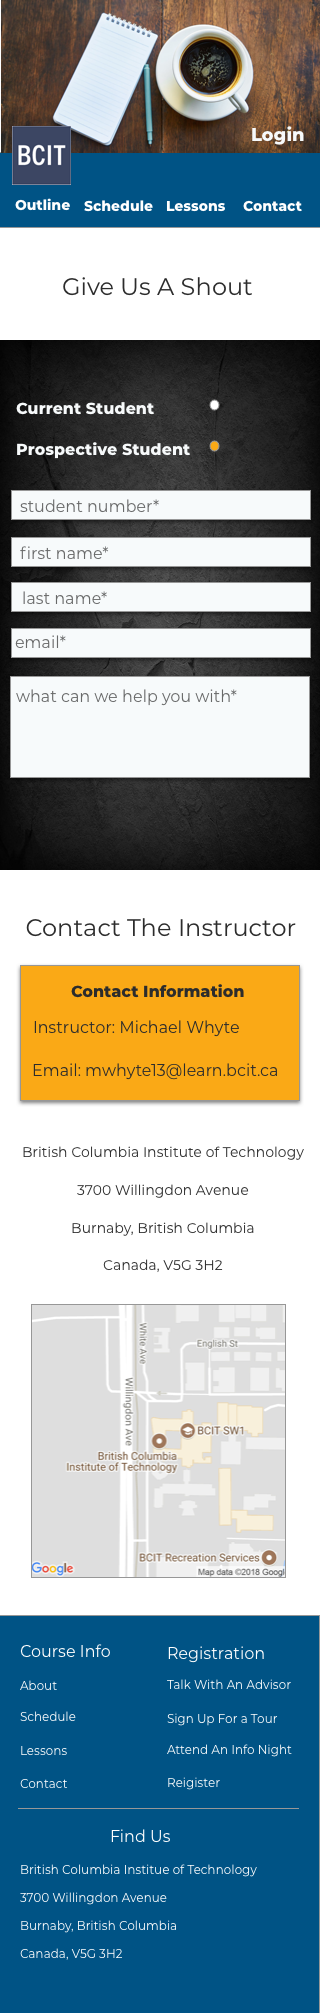 Login
BCIT
Outline Schedule Lessons Contact
Give Us A Shout
Current Student
Prospective Student
student number*
first name*
last name*
email*
what can we help you with*
Contact The Instructor
Contact Information
Instructor: Michael Whyte
Email: mwhyte13@learn.bcit.ca
British Columbia Institute of Technology
3700 Willingdon Avenue
Burnaby, British Columbia
Canada, V5G 3H2
White Ave
English St
Willingdon Ave
BCIT SW1
British Columbia
Institute of Technology
BCIT Recreation Services
Google
Map data ©2018 Googl
Course Info
About
Schedule
Lessons
Contact
Registration
Talk With An Advisor
Sign Up For a Tour
Attend An Info Night
Reigister
Find Us
British Columbia Institue of Technology
3700 Willingdon Avenue
Burnaby, British Columbia
Canada, V5G 3H2